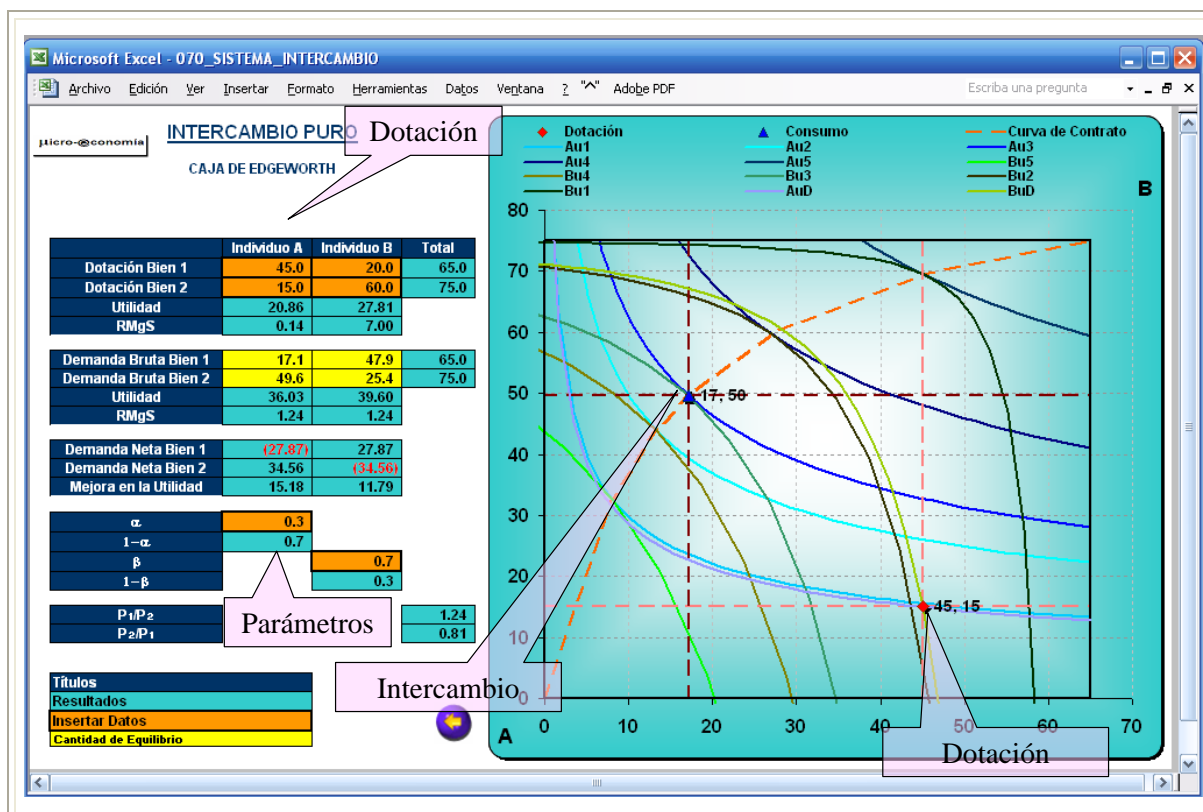 Microsoft Excel - 070_SISTEMA_INTERCAMBIO
Archivo Edición Ver Insertar Formato Herramientas Datos Ventana ? "^" Adobe PDF Escriba una pregunta
µicro-@conomía
INTERCAMBIO PURO
CAJA DE EDGEWORTH
Dotación
Individuo A Individuo B Total
Dotación Bien 1 45.0 20.0 65.0
Dotación Bien 2 15.0 60.0 75.0
Utilidad 20.86 27.81
RMgS 0.14 7.00
Demanda Bruta Bien 1 17.1 47.9 65.0
Demanda Bruta Bien 2 49.6 25.4 75.0
Utilidad 36.03 39.60
RMgS 1.24 1.24
Demanda Neta Bien 1 (27.87) 27.87
Demanda Neta Bien 2 34.56 (34.56)
Mejora en la Utilidad 15.18 11.79
α 0.3
1-α 0.7
β 0.7
1-β 0.3
P1/P2 1.24
P2/P1 0.81
Parámetros
Títulos
Resultados
Insertar Datos
Cantidad de Equilibrio
Dotación Consumo Curva de Contrato
Au1 Au2 Au3
Au4 Au5 Bu5
Bu4 Bu3 Bu2
Bu1 AuD BuD
B
80
70
60
50
40
30
20
10
0
17, 50
45, 15
Intercambio
A
0 10 20 30 40 50 60 70
Dotación